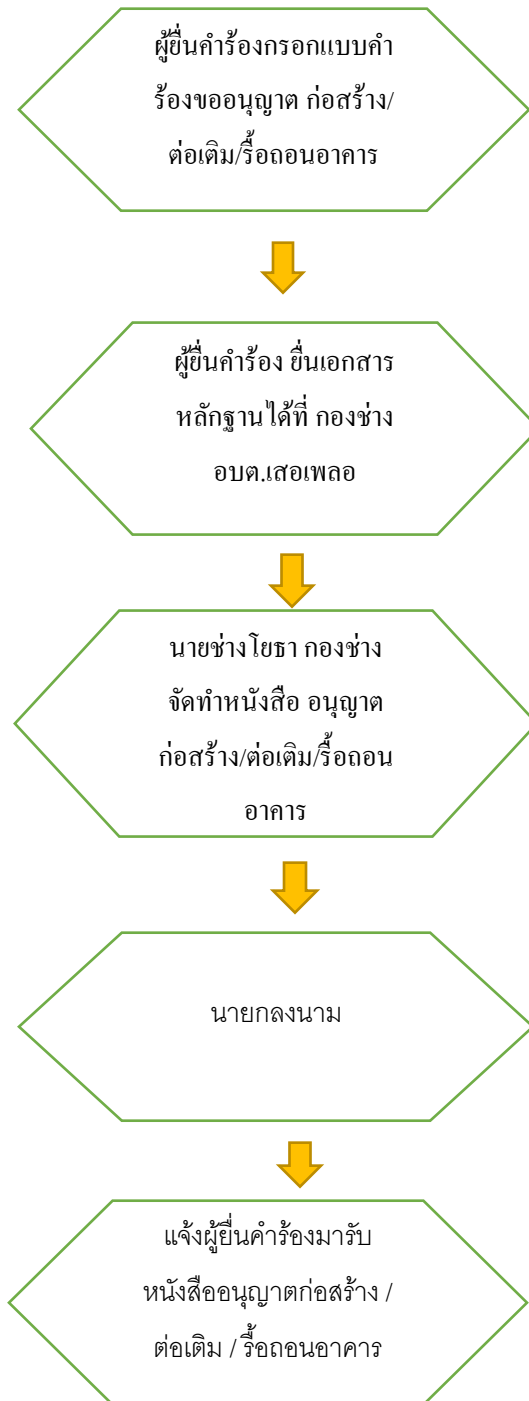 ผู้ยื่นคำร้องกรอกแบบคำ
ร้องขออนุญาต ก่อสร้าง/
ต่อเติม/รื้อถอนอาคาร
ผู้ยื่นคำร้อง ยื่นเอกสาร
หลักฐานได้ที่ กองช่าง
อบต.เสอเพลอ
นายช่างโยธา กองช่าง
จัดทำหนังสือ อนุญาต
ก่อสร้าง/ต่อเติม/รื้อถอน
อาคาร
นายกลงนาม
แจ้งผู้ยื่นคำร้องมารับ
หนังสืออนุญาตก่อสร้าง /
ต่อเติม / รื้อถอนอาคาร